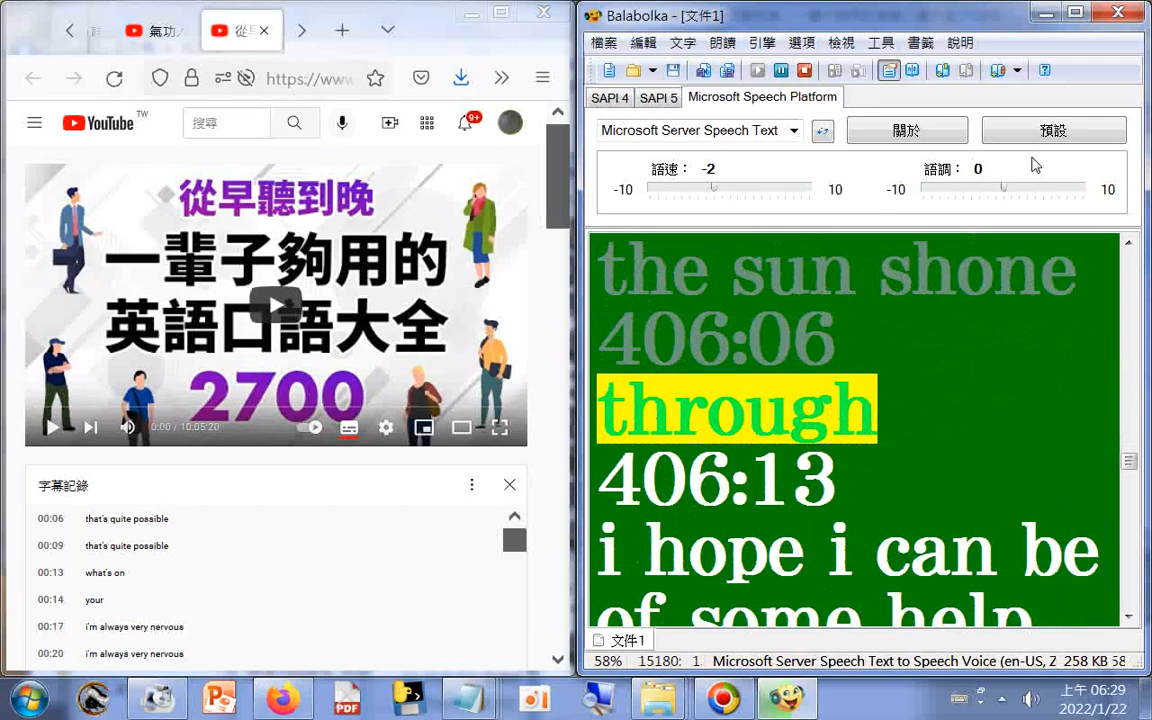 氣功人
從
https://www
YouTube TW
搜尋
9+
從早聽到晚
一輩子夠用的
英語口語大全
2700
0:00 / 10:05:20
字幕記錄
00:06 that's quite possible
00:09 that's quite possible
00:13 what's on
00:14 your
00:17 i'm always very nervous
00:20 i'm always very nervous
Balabolka - [文件1]
檔案 編輯 文字 朗讀 引擎 選項 檢視 工具 書籤 說明
SAPI 4 SAPI 5 Microsoft Speech Platform
Microsoft Server Speech Text 關於 預設
語速： -2 語調： 0
-10 10 -10 10
the sun shone
406:06
through
406:13
i hope i can be
of some help
文件1
58% 15180: 1. Microsoft Server Speech Text to Speech Voice (en-US, Z 258 KB 58
PDF
上午 06:29
2022/1/22